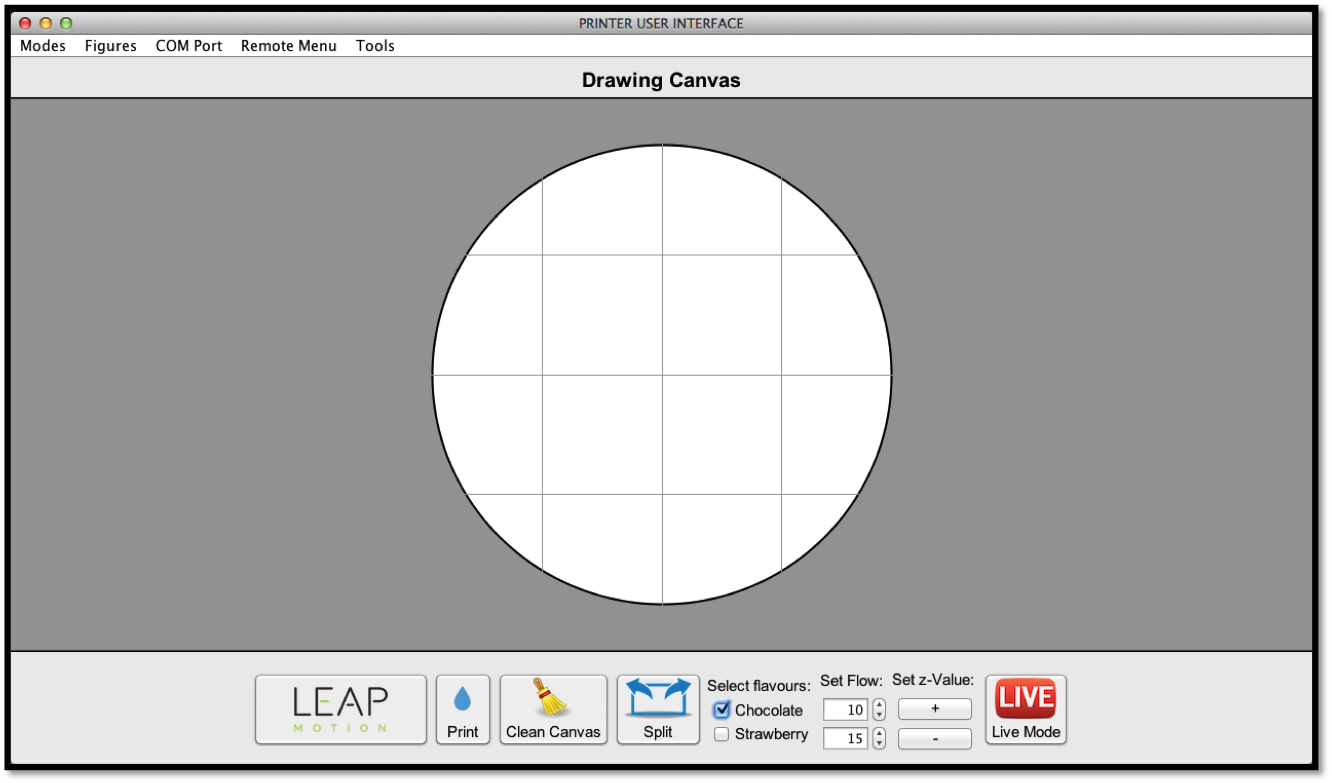 PRINTER USER INTERFACE
Modes Figures COM Port Remote Menu Tools
Drawing Canvas
LEAP
MOTION
Print
Clean Canvas
Split
Select flavours:
Chocolate
Strawberry
Set Flow:
10
15
Set z-Value:
+
-
LIVE
Live Mode